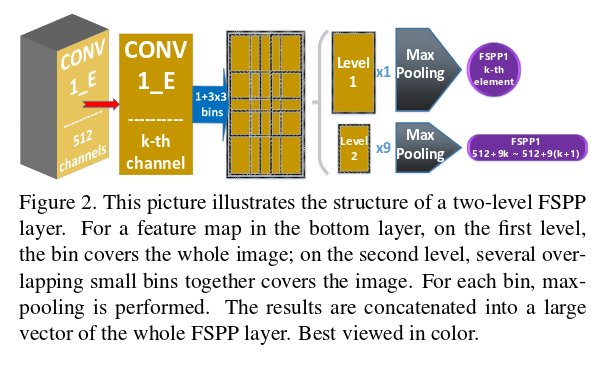 CONV
1_E
----------
512
channels
CONV
1_E
----------
k-th
channel
1+3x3
bins
Level
1
x1
Max
Pooling
FSPP1
k-th
element
Level
2
x9
Max
Pooling
FSPP1
512+9k ~ 512+9(k+1)
Figure 2. This picture illustrates the structure of a two-level FSPP
layer. For a feature map in the bottom layer, on the first level,
the bin covers the whole image; on the second level, several over-
lapping small bins together covers the image. For each bin, max-
pooling is performed. The results are concatenated into a large
vector of the whole FSPP layer. Best viewed in color.